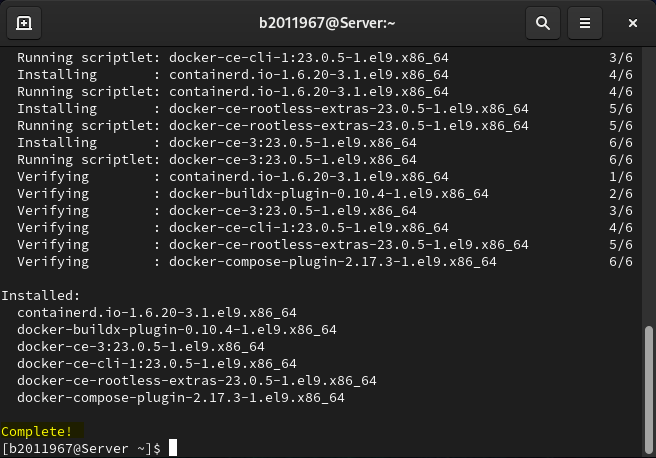 b2011967@Server:~
Running scriptlet: docker-ce-cli-1:23.0.5-1.el9.x86_64 3/6
Installing : containerd.io-1.6.20-3.1.el9.x86_64 4/6
Running scriptlet: containerd.io-1.6.20-3.1.el9.x86_64 4/6
Installing : docker-ce-rootless-extras-23.0.5-1.el9.x86_64 5/6
Running scriptlet: docker-ce-rootless-extras-23.0.5-1.el9.x86_64 5/6
Installing : docker-ce-3:23.0.5-1.el9.x86_64 6/6
Running scriptlet: docker-ce-3:23.0.5-1.el9.x86_64 6/6
Verifying : containerd.io-1.6.20-3.1.el9.x86_64 1/6
Verifying : docker-buildx-plugin-0.10.4-1.el9.x86_64 2/6
Verifying : docker-ce-3:23.0.5-1.el9.x86_64 3/6
Verifying : docker-ce-cli-1:23.0.5-1.el9.x86_64 4/6
Verifying : docker-ce-rootless-extras-23.0.5-1.el9.x86_64 5/6
Verifying : docker-compose-plugin-2.17.3-1.el9.x86_64 6/6
Installed:
containerd.io-1.6.20-3.1.el9.x86_64
docker-buildx-plugin-0.10.4-1.el9.x86_64
docker-ce-3:23.0.5-1.el9.x86_64
docker-ce-cli-1:23.0.5-1.el9.x86_64
docker-ce-rootless-extras-23.0.5-1.el9.x86_64
docker-compose-plugin-2.17.3-1.el9.x86_64
Complete!
[b2011967@Server ~]$